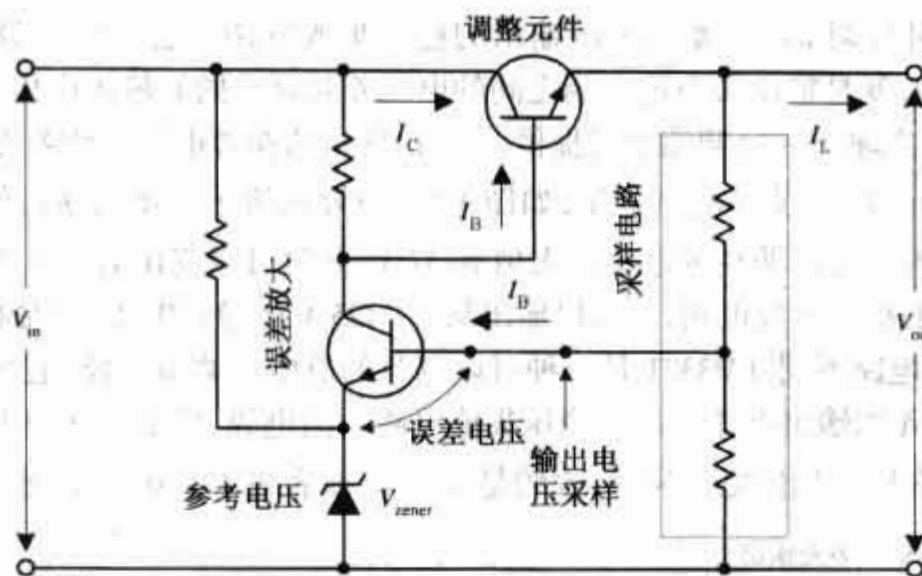 调整元件
I_C
I_L
I_B
采样电路
误差放大
I_B
V_in
误差电压
输出电
压采样
参考电压
V_zener